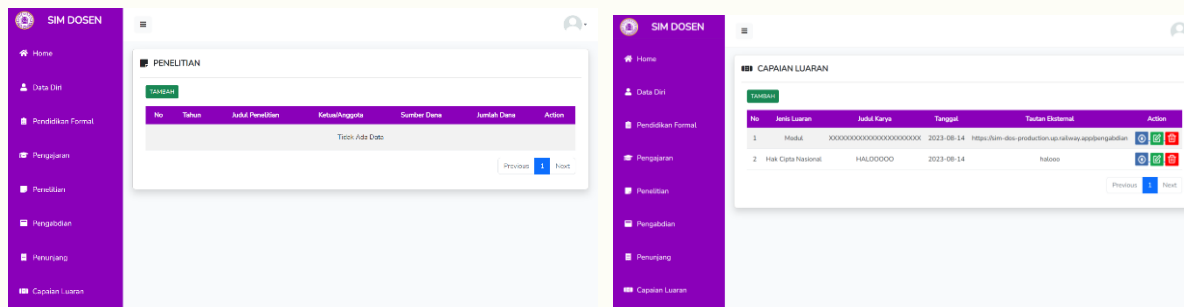 SIM DOSEN
Home
Data Diri
Pendidikan Formal
Pengajaran
Penelitian
Pengabdian
Penunjang
Capaian Luaran
PENELITIAN
TAMBAH
No Tahun Judul Penelitian Ketua/Anggota Sumber Dana Jumlah Dana Action
Tidak Ada Data
Previous 1 Next
SIM DOSEN
Home
Data Diri
Pendidikan Formal
Pengajaran
Penelitian
Pengabdian
Penunjang
Capaian Luaran
CAPAIAN LUARAN
TAMBAH
No Jenis Luaran Judul Karya Tanggal Tautan Eksternal Action
1 Modul XXXXXXXXXXXXXXXXXXXXXX 2023-08-14 https://sim-dos-production.up.railway.app/pengabdian
2 Hak Cipta Nasional HALOOOOO 2023-08-14 halooo
Previous 1 Next